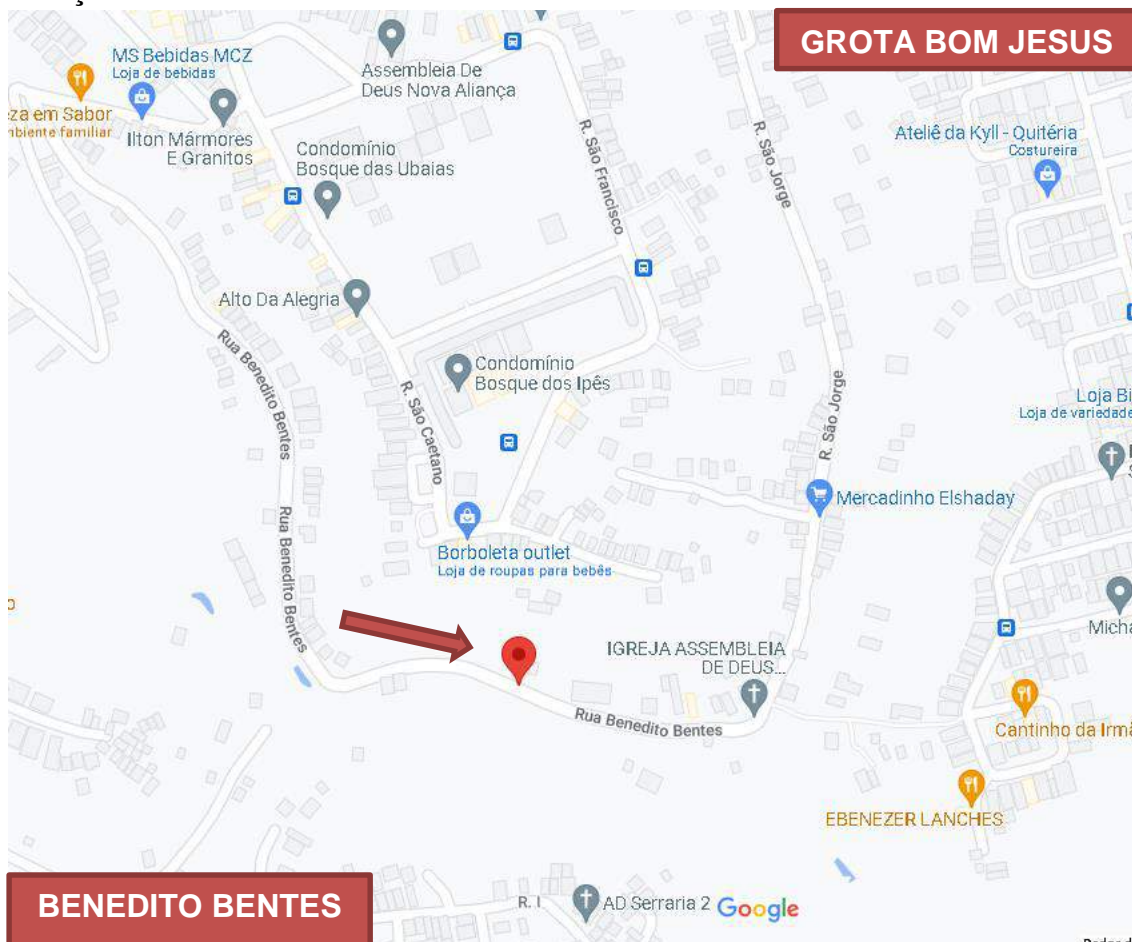 GROTA BOM JESUS
MS Bebidas MCZ
Loja de bebidas
Assembleia De
Deus Nova Aliança
za em Sabor
mbiente familiar
Ilton Mármores
E Granitos
Condomínio
Bosque das Ubaias
R. São Francisco
R. São Jorge
Ateliê da Kyll - Quitéria
Costureira
Alto Da Alegria
Rua Benedito Bentes
Condomínio
Bosque dos Ipês
R. São Caetano
R. São Jorge
Loja Bi
Loja de variedade
Mercadinho Elshaday
Rua Benedito Bentes
Borboleta outlet
Loja de roupas para bebês
IGREJA ASSEMBLEIA
DE DEUS...
Micha
Rua Benedito Bentes
Cantinho da Irmã
EBENEZER LANCHES
BENEDITO BENTES
R. I
AD Serraria 2
Google